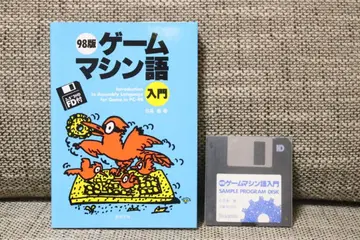 98版
ゲーム
マシン語
入門
FD付
Introduction
to Assembly Language
for Game in PC-98
ゲームマシン語入門
SAMPLE PROGRAM DISK